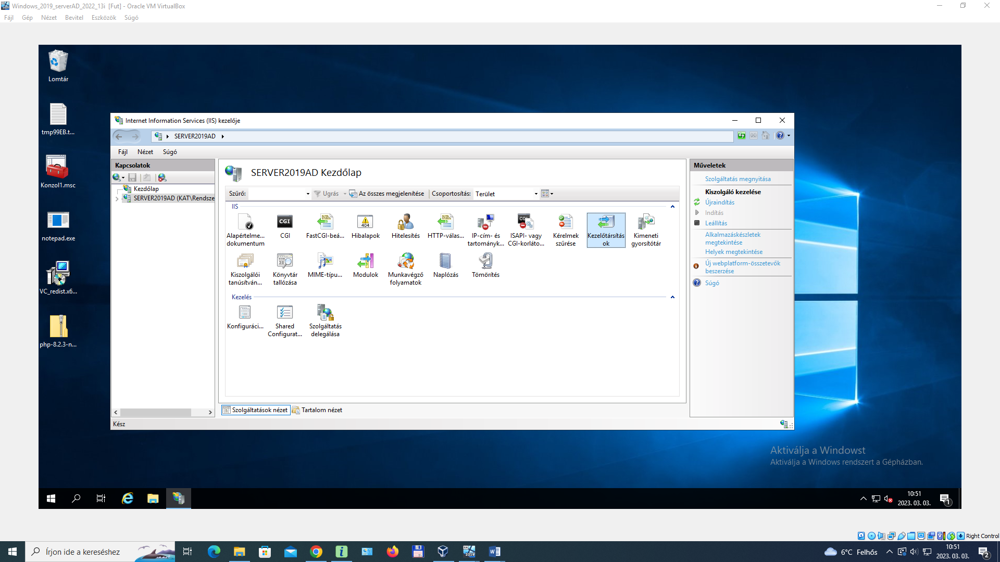 Windows_2019_serverAD_2022_13i [Fut] - Oracle VM VirtualBox
Fájl Gép Nézet Bevitel Eszközök Súgó
Lomtár
tmp99EB.t...
Konzol1.msc
notepad.exe
VC_redist.x6...
php-8.2.3-n...
Internet Information Services (IIS) kezelője
SERVER2019AD
Fájl Nézet Súgó
Kapcsolatok
Kezdőlap
SERVER2019AD (KAT\Rendsze
SERVER2019AD Kezdőlap
Szűrő: Ugrás Az összes megjelenítése Csoportosítás: Terület
IIS
Alapértelme... dokumentum
CGI
FastCGI-beá...
Hibalapok
Hitelesítés
HTTP-válas...
IP-cím- és tartományk...
ISAPI- vagy CGI-korláto...
Kérelmek szűrése
Kezelőtársítás ok
Kimeneti gyorsítótár
Kiszolgálói tanúsítván...
Könyvtár tallózása
MIME-típu...
Modulok
Munkavégző folyamatok
Naplózás
Tömörítés
Kezelés
Konfiguráci...
Shared Configurat...
Szolgáltatás delegálása
Szolgáltatások nézet Tartalom nézet
Kész
Műveletek
Szolgáltatás megnyitása
Kiszolgáló kezelése
Újraindítás
Indítás
Leállítás
Alkalmazáskészletek
megtekintése
Helyek megtekintése
Új webplatform-összetevők
beszerzése
Súgó
Aktiválja a Windowst
Aktiválja a Windows rendszert a Gépházban.
10:51
2023. 03. 03.
1
Right Control
Írjon ide a kereséshez
6°C Felhős
10:51
2023. 03. 03.
2